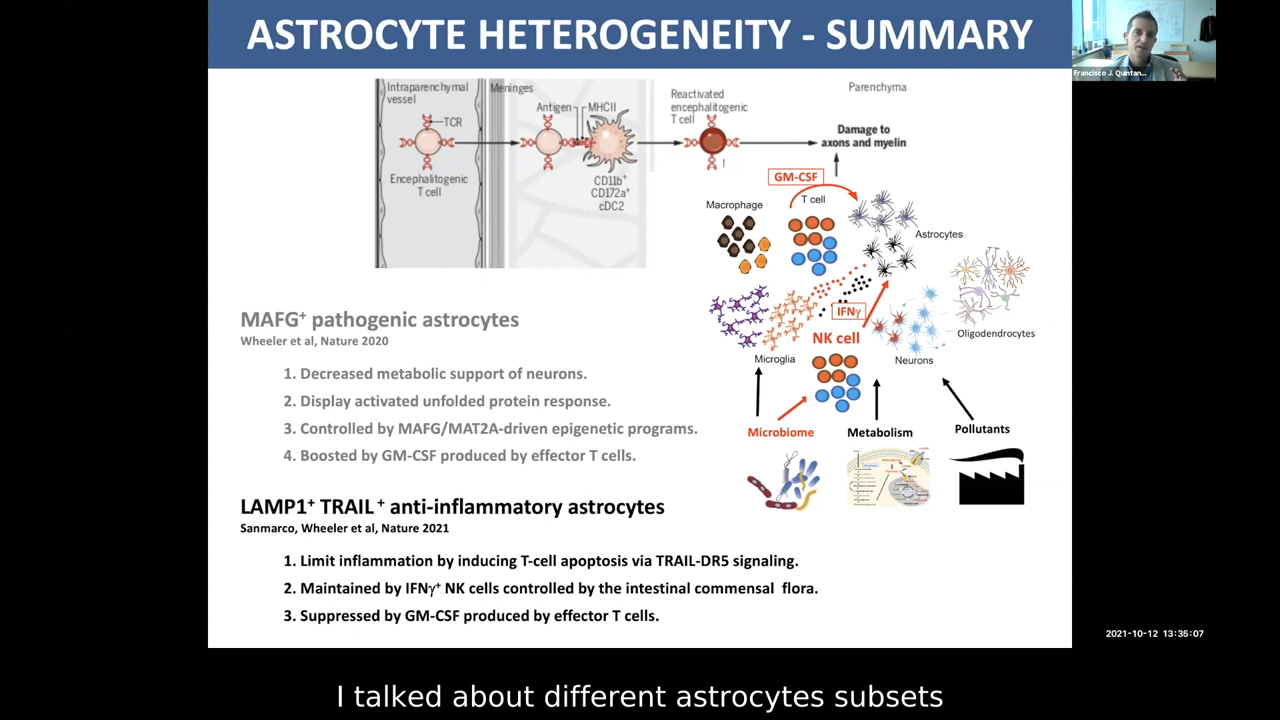 ASTROCYTE HETEROGENEITY - SUMMARY
Francisco J. Quintan...
Intraparenchymal
vessel
Meninges
TCR
Encephalitogenic
T cell
Antigen
MHCII
CD11b+
CD172a+
cDC2
Reactivated
encephalitogenic
T cell
Parenchyma
Damage to
axons and myelin
GM-CSF
Macrophage
T cell
Astrocytes
IFNγ
NK cell
Microglia
Neurons
Oligodendrocytes
Microbiome
Metabolism
Pollutants
MAFG+ pathogenic astrocytes
Wheeler et al, Nature 2020
1. Decreased metabolic support of neurons.
2. Display activated unfolded protein response.
3. Controlled by MAFG/MAT2A-driven epigenetic programs.
4. Boosted by GM-CSF produced by effector T cells.
LAMP1+ TRAIL + anti-inflammatory astrocytes
Sanmarco, Wheeler et al, Nature 2021
1. Limit inflammation by inducing T-cell apoptosis via TRAIL-DR5 signaling.
2. Maintained by IFNγ+ NK cells controlled by the intestinal commensal flora.
3. Suppressed by GM-CSF produced by effector T cells.
2021-10-12 13:35:07
I talked about different astrocytes subsets